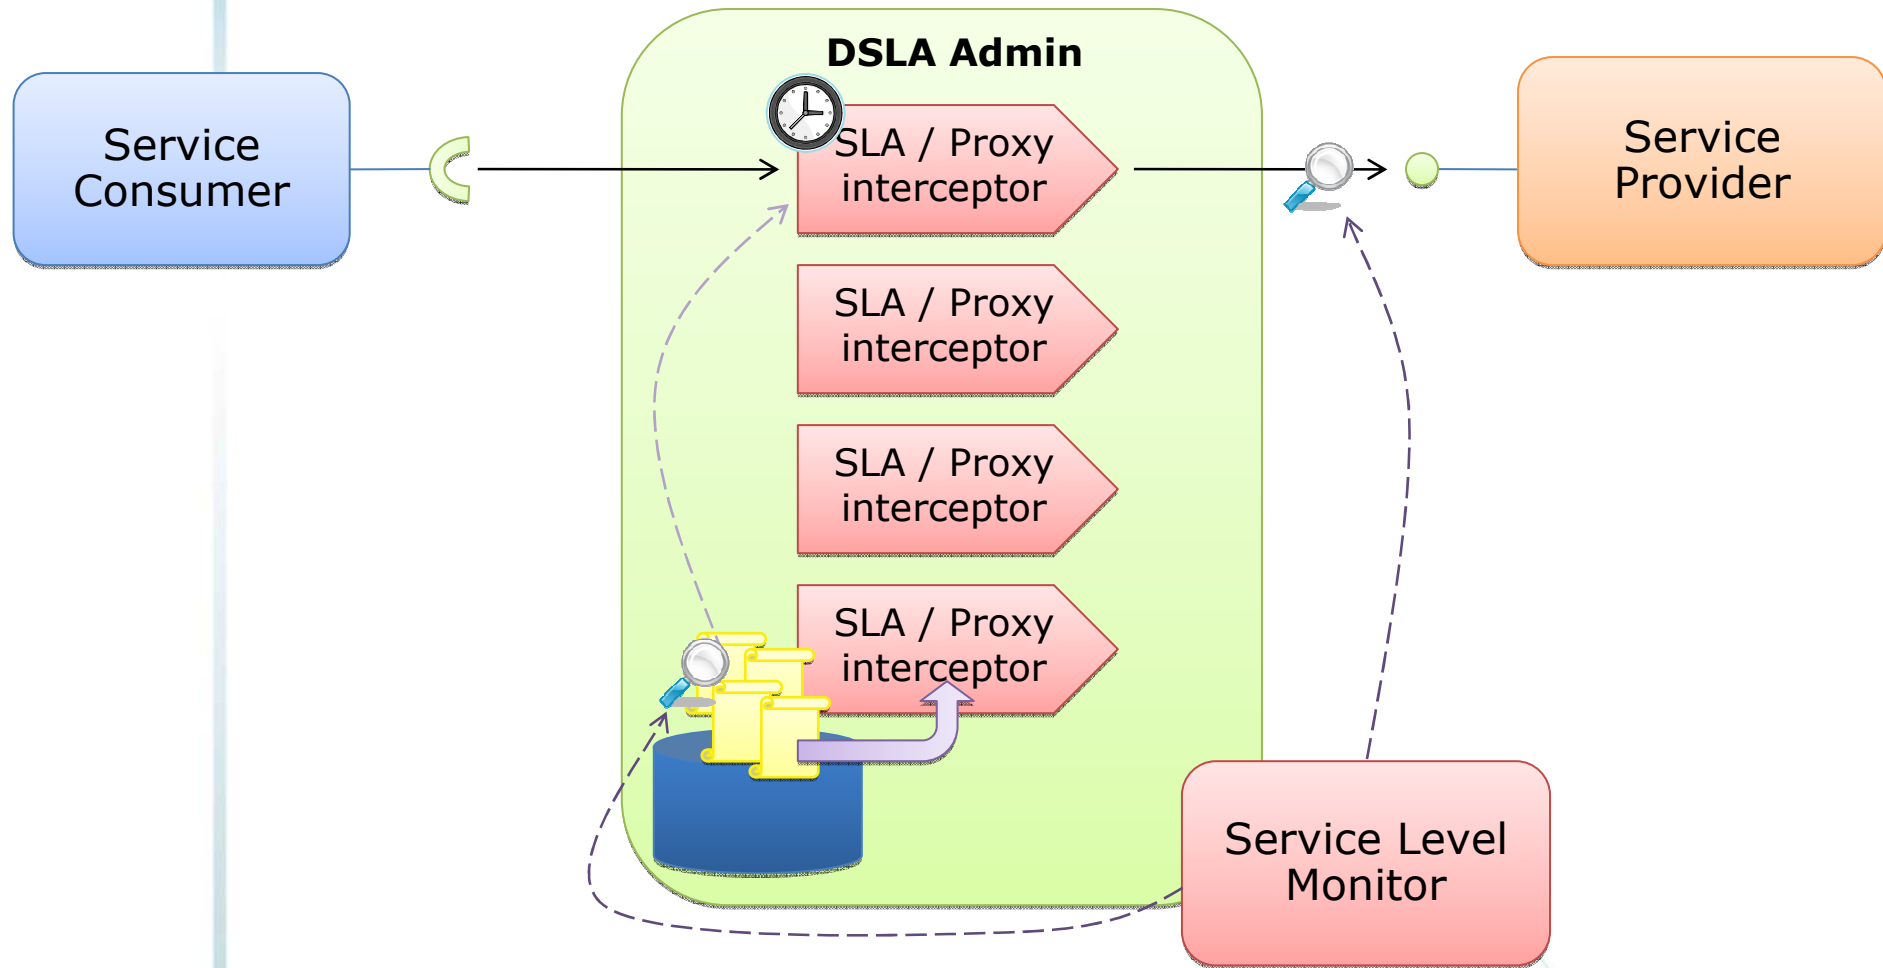 DSLA Admin
Service
Consumer
SLA / Proxy
interceptor
Service
Provider
SLA / Proxy
interceptor
SLA / Proxy
interceptor
SLA / Proxy
interceptor
Service Level
Monitor